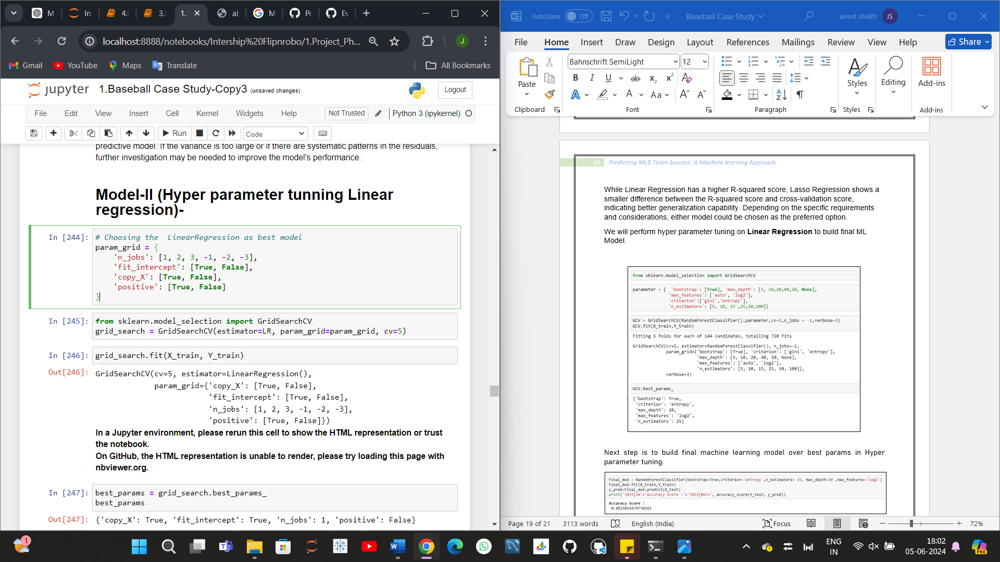 M
In
4.
3.
1.
ab
M
Pc
Ev
localhost:8888/notebooks/Intership%20Flipnrobo/1.Project_Ph...
J
Gmail
YouTube
Maps
Translate
All Bookmarks
jupyter
1.Baseball Case Study-Copy3 (unsaved changes)
Logout
File Edit View Insert Cell Kernel Widgets Help
Not Trusted
Python 3 (ipykernel)
Run
Code
predictive model. If the variance is too large or if there are systematic patterns in the residuals,
further investigation may be needed to improve the model's performance.
Model-II (Hyper parameter tunning Linear
regression)-
In [244]: # Choosing the  LinearRegression as best model
param_grid = {
    'n_jobs': [1, 2, 3, -1, -2, -3],
    'fit_intercept': [True, False],
    'copy_X': [True, False],
    'positive': [True, False]
}
In [245]: from sklearn.model_selection import GridSearchCV
grid_search = GridSearchCV(estimator=LR, param_grid=param_grid, cv=5)
In [246]: grid_search.fit(X_train, Y_train)
Out[246]: GridSearchCV(cv=5, estimator=LinearRegression(),
             param_grid={'copy_X': [True, False],
                         'fit_intercept': [True, False],
                         'n_jobs': [1, 2, 3, -1, -2, -3],
                         'positive': [True, False]})
In a Jupyter environment, please rerun this cell to show the HTML representation or trust
the notebook.
On GitHub, the HTML representation is unable to render, please try loading this page with
nbviewer.org.
In [247]: best_params = grid_search.best_params_
best_params
Out[247]: {'copy_X': True, 'fit_intercept': True, 'n_jobs': 1, 'positive': False}
AutoSave Off
Baseball Case Study
javed shaikh JS
File Home Insert Draw Design Layout References Mailings Review View Help
Share
Paste
Bahnschrift SemiLight 12
B I U ab x2 x2 A
A A Aa A A
Styles
Editing
Add-ins
Clipboard Font Paragraph Styles Add-ins
19 Predicting MLB Team Success: A Machine learning Approach
While Linear Regression has a higher R-squared score, Lasso Regression shows a
smaller difference between the R-squared score and cross-validation score,
indicating better generalization capability. Depending on the specific requirements
and considerations, either model could be chosen as the preferred option.
We will perform hyper parameter tuning on Linear Regression to build final ML
Model.
from sklearn.model_selection import GridSearchCV
parameter = {  'bootstrap': [True], 'max_depth': [5, 10,20,40,50, None],
'max_features': ['auto', 'log2'],
'criterion':['gini','entropy'],
'n_estimators': [5, 10, 15 ,25,50,100]}
GCV = GridSearchCV(RandomForestClassifier(),parameter,cv=5,n_jobs = -1,verbose=3)
GCV.fit(X_train,Y_train)
Fitting 5 folds for each of 144 candidates, totalling 720 fits
GridSearchCV(cv=5, estimator=RandomForestClassifier(), n_jobs=-1,
param_grid={'bootstrap': [True], 'criterion': ['gini', 'entropy'],
'max_depth': [5, 10, 20, 40, 50, None],
'max_features': ['auto', 'log2'],
'n_estimators': [5, 10, 15, 25, 50, 100]},
verbose=3)
GCV.best_params_
{'bootstrap': True,
'criterion': 'entropy',
'max_depth': 20,
'max_features': 'log2',
'n_estimators': 25}
Next step is to build final machine learning model over best params in Hyper
parameter tuning.
Final_mod = RandomForestClassifier(bootstrap=True,criterion='entropy',n_estimators= 25, max_depth=20 ,max_features='log2')
Final_mod.fit(X_train,Y_train)
y_pred=Final_mod.predict(X_test)
print('\033[1m'+'Accuracy Score :'+'\033[0m\n', accuracy_score(Y_test, y_pred))
Accuracy Score :
0.8915032679738563
Page 19 of 21 3113 words English (India) Focus 72%
1
ENG
IN
18:02
05-06-2024
PRE